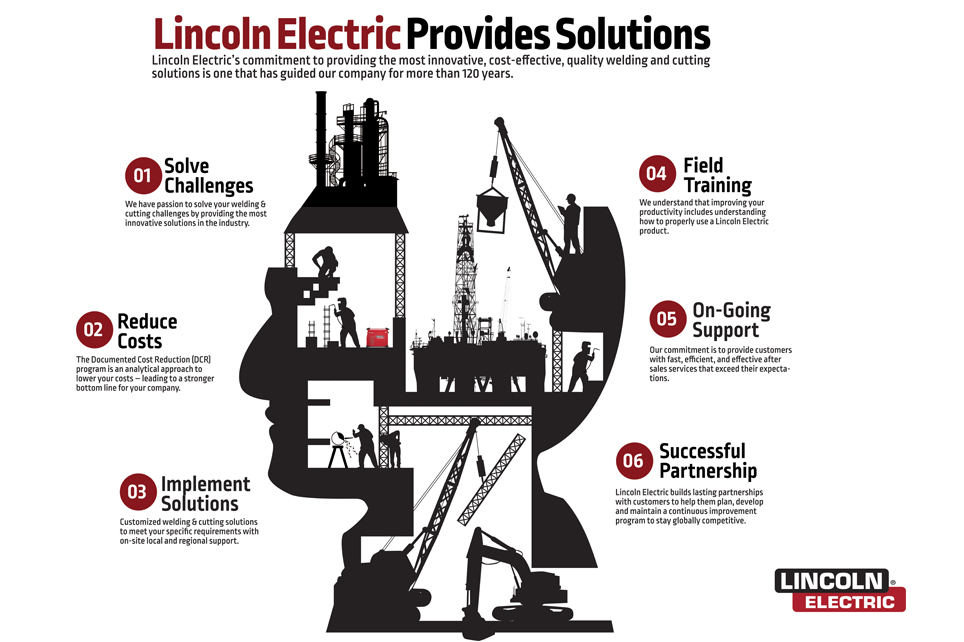 Lincoln Electric Provides Solutions
Lincoln Electric's commitment to providing the most innovative, cost-effective, quality welding and cutting
solutions is one that has guided our company for more than 120 years.
01
Solve
Challenges
We have passion to solve your welding &
cutting challenges by providing the most
innovative solutions in the industry.
02
Reduce
Costs
The Documented Cost Reduction (DCR)
program is an analytical approach to
lower your costs – leading to a stronger
bottom line for your company.
03
Implement
Solutions
Customized welding & cutting solutions
to meet your specific requirements with
on-site local and regional support.
04
Field
Training
We understand that improving your
productivity includes understanding
how to properly use a Lincoln Electric
product.
05
On-Going
Support
Our commitment is to provide customers
with fast, efficient, and effective after
sales services that exceed their expecta-
tions.
06
Successful
Partnership
Lincoln Electric builds lasting partnerships
with customers to help them plan, develop
and maintain a continuous improvement
program to stay globally competitive.
LINCOLN ®
ELECTRIC